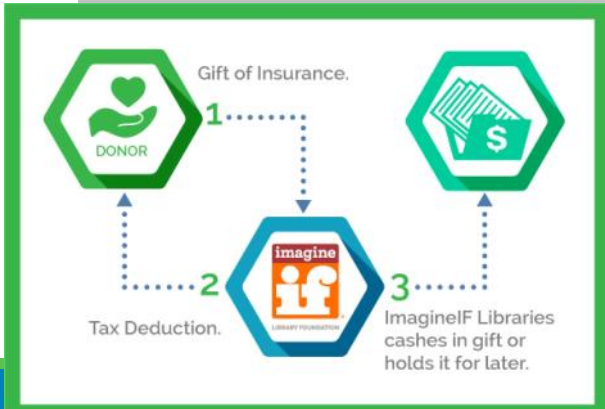 Gift of Insurance.
1
DONOR
$
imagine
if
LIBRARY FOUNDATION
2
Tax Deduction.
3
ImagineIF Libraries
cashes in gift or
holds it for later.